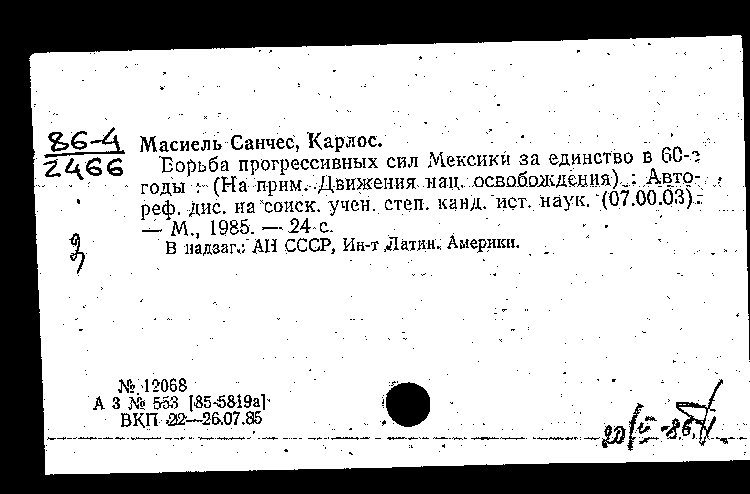 86-4
2466
Масиель Санчес, Карлос.
Борьба прогрессивных сил Мексики за единство в 60-е
годы : (На прим. Движения нац. освобождения) : Авто-
реф. дис. на соиск. учен. степ. канд. ист. наук. (07.00.03). 
— М., 1985. — 24 с.
В надзаг.: АН СССР, Ин-т Латин. Америки.
№ 12068
А З № 553 [85-5819а]
ВКП 22—26.07.85